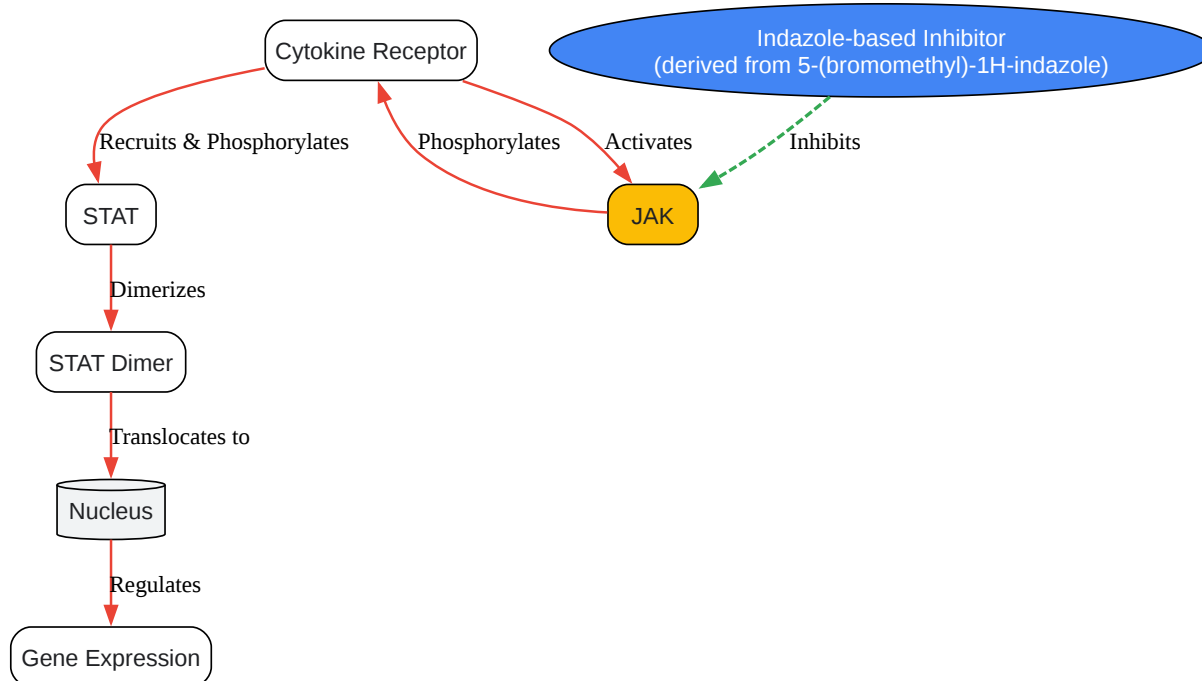 Cytokine Receptor
Indazole-based Inhibitor
(derived from 5-(bromomethyl)-1H-indazole)
Recruits & Phosphorylates
Phosphorylates
Activates
Inhibits
STAT
JAK
Dimerizes
STAT Dimer
Translocates to
Nucleus
Regulates
Gene Expression